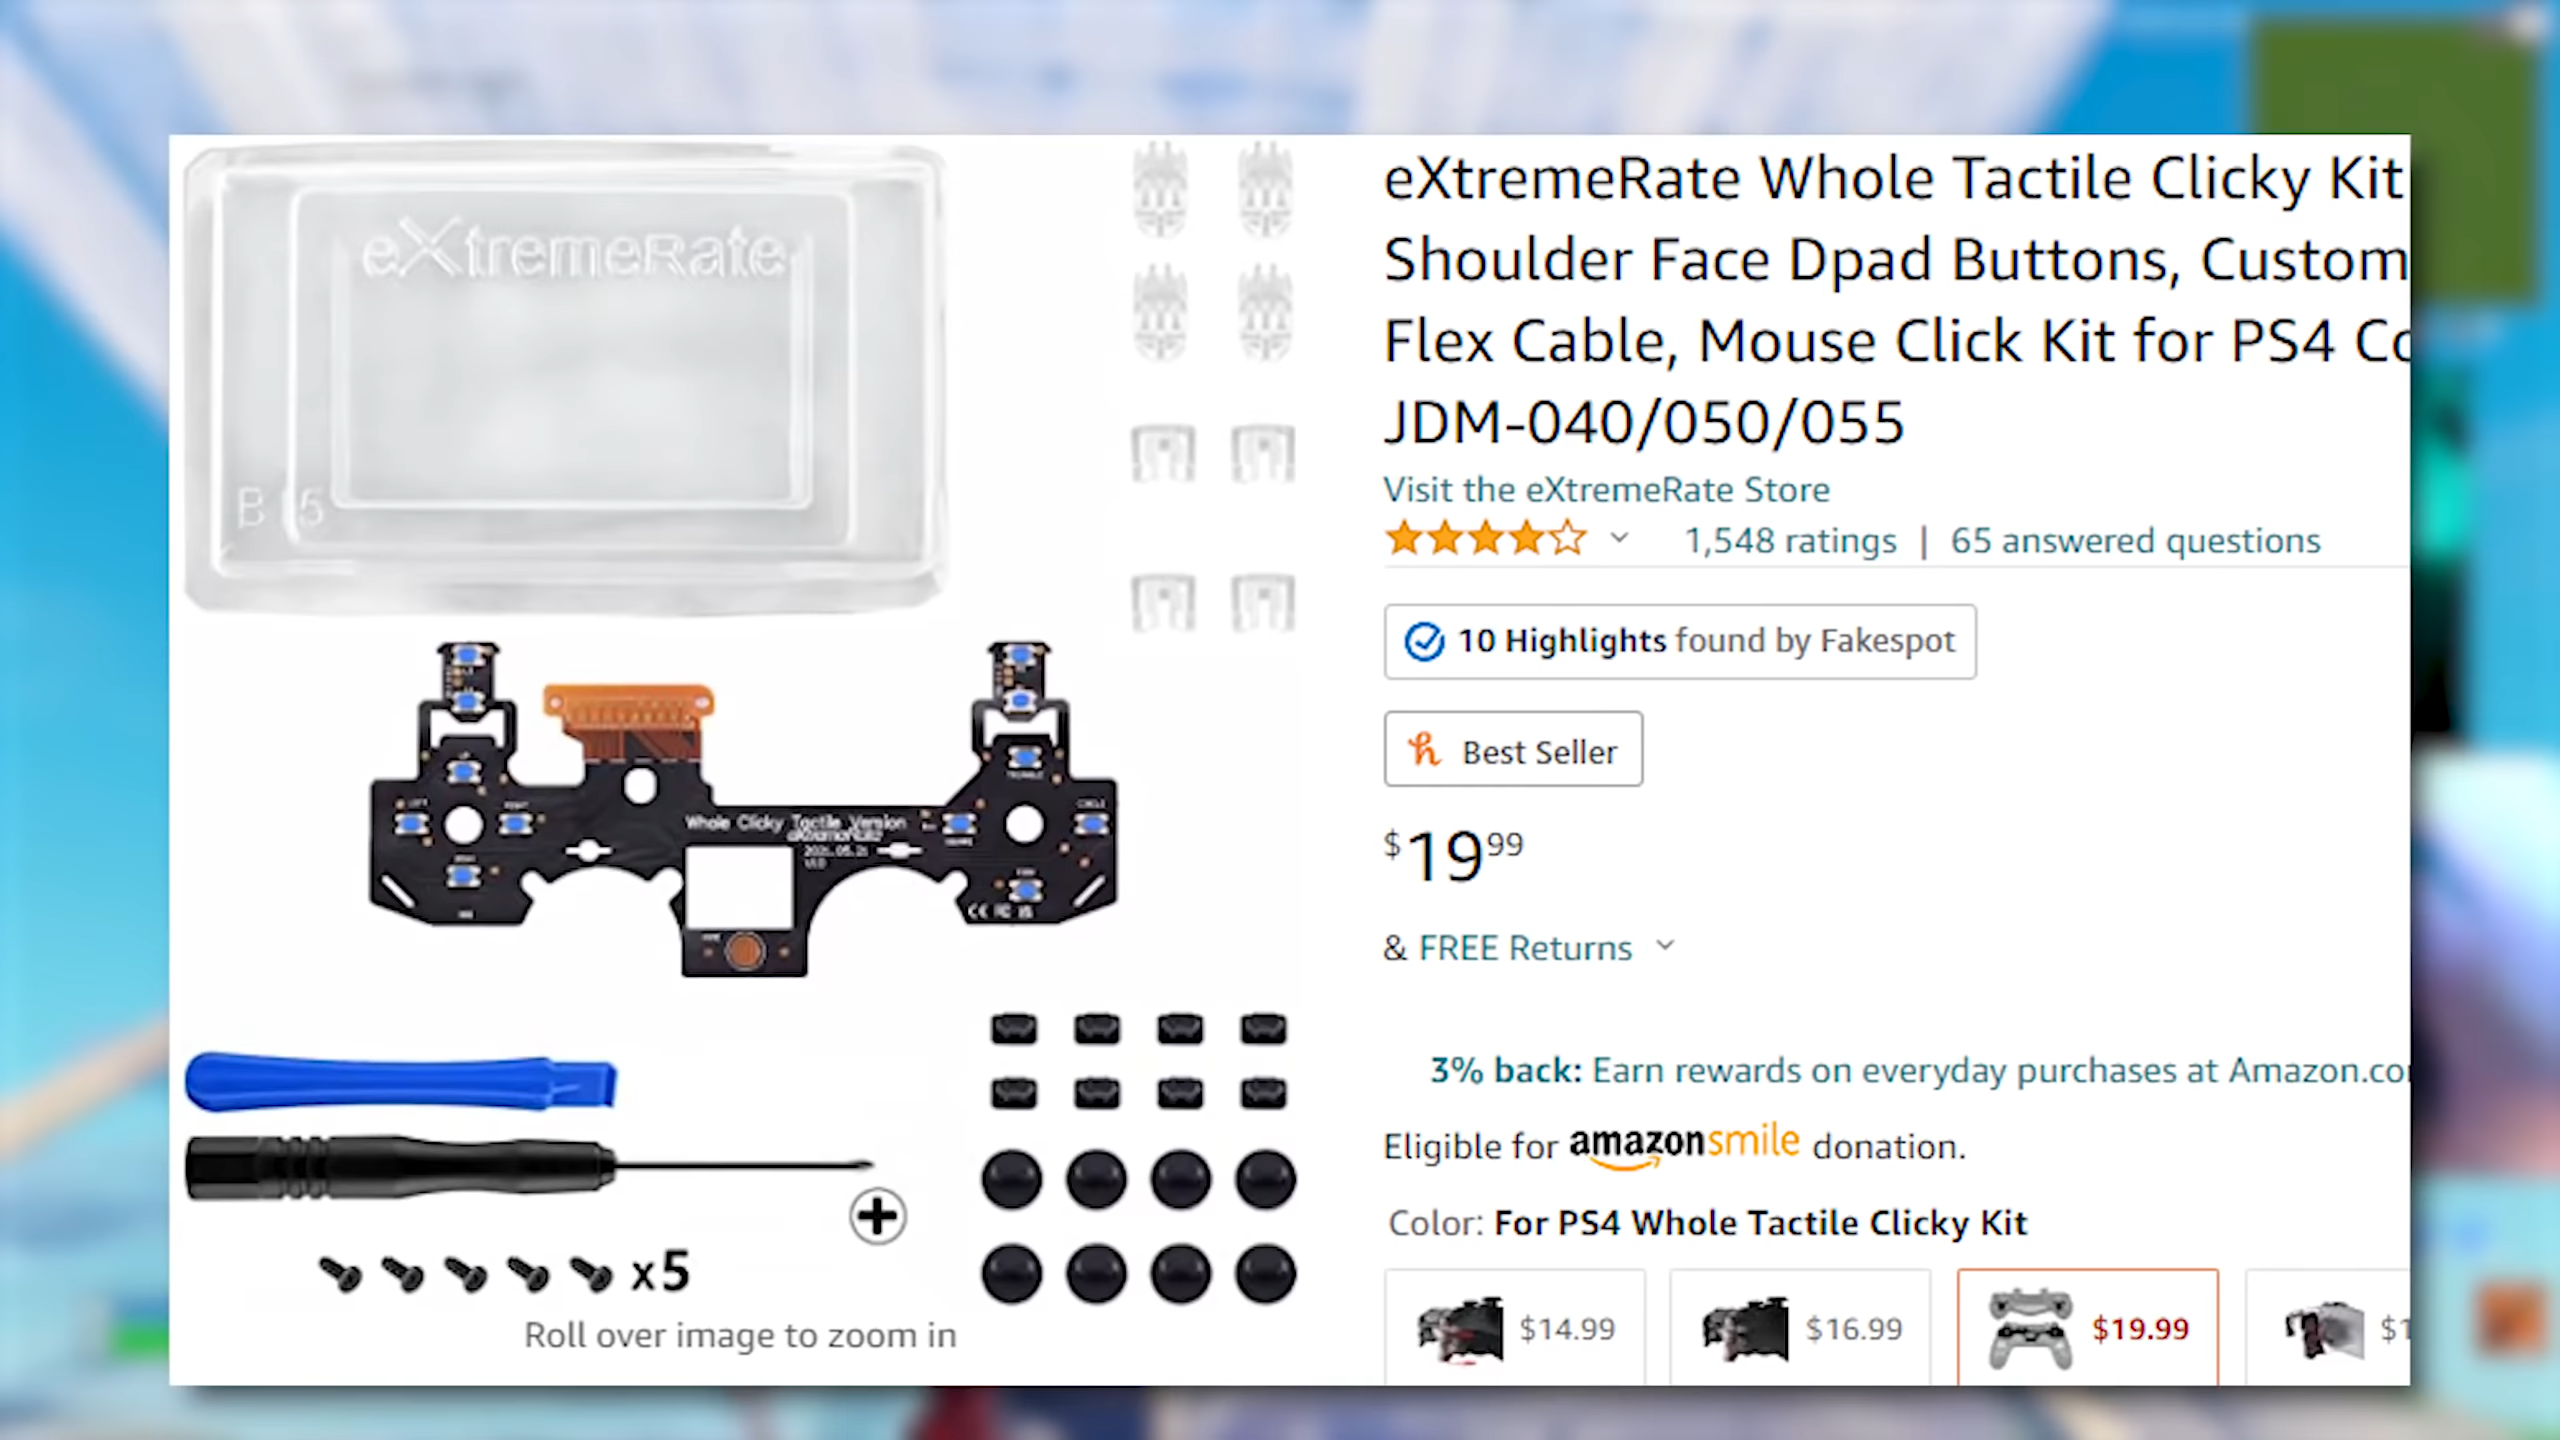 eXtremeRate
eXtremeRate Whole Tactile Clicky Kit
Shoulder Face Dpad Buttons, Custom
Flex Cable, Mouse Click Kit for PS4 Co
JDM-040/050/055
Visit the eXtremeRate Store
1,548 ratings | 65 answered questions
10 Highlights found by Fakespot
Best Seller
$19.99
& FREE Returns
3% back: Earn rewards on everyday purchases at Amazon.co
Eligible for amazonsmile donation.
Color: For PS4 Whole Tactile Clicky Kit
$14.99 $16.99 $19.99 $1
Whole Clicky Tactile Version
eXtremeRate
x5
Roll over image to zoom in